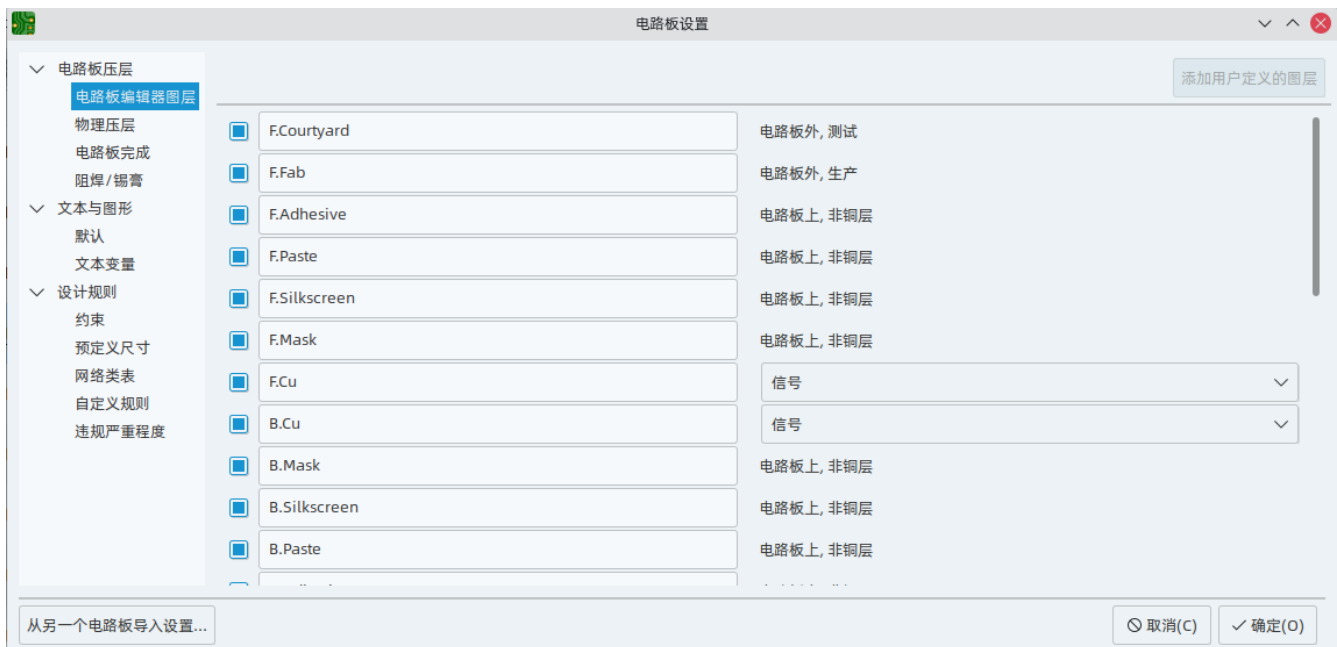 电路板设置
电路板压层
电路板编辑器图层
物理压层
电路板完成
阻焊/锡膏
文本与图形
默认
文本变量
设计规则
约束
预定义尺寸
网络类表
自定义规则
违规严重程度
添加用户定义的图层
F.Courtyard 电路板外, 测试
F.Fab 电路板外, 生产
F.Adhesive 电路板上, 非铜层
F.Paste 电路板上, 非铜层
F.Silkscreen 电路板上, 非铜层
F.Mask 电路板上, 非铜层
F.Cu 信号
B.Cu 信号
B.Mask 电路板上, 非铜层
B.Silkscreen 电路板上, 非铜层
B.Paste 电路板上, 非铜层
从另一个电路板导入设置...
取消(C) 确定(O)